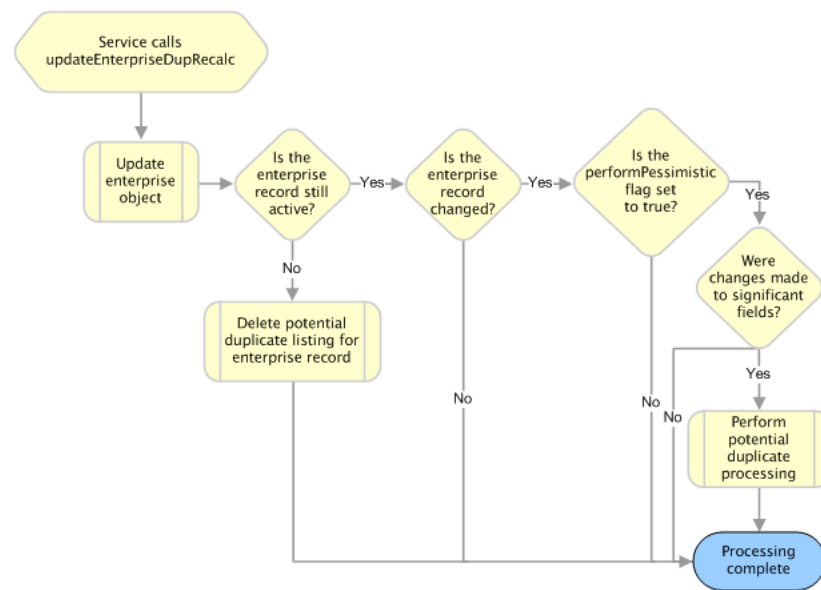 Service calls
updateEnterpriseDupRecalc
Update
enterprise
object
Is the
enterprise
record still
active?
Yes
Is the
enterprise
record
changed?
Yes
Is the
performPessimistic
flag set
to true?
Yes
Were
changes made
to significant
fields?
No
Delete potential
duplicate listing for
enterprise record
No
No
No
Yes
Perform
potential
duplicate
processing
Processing
complete